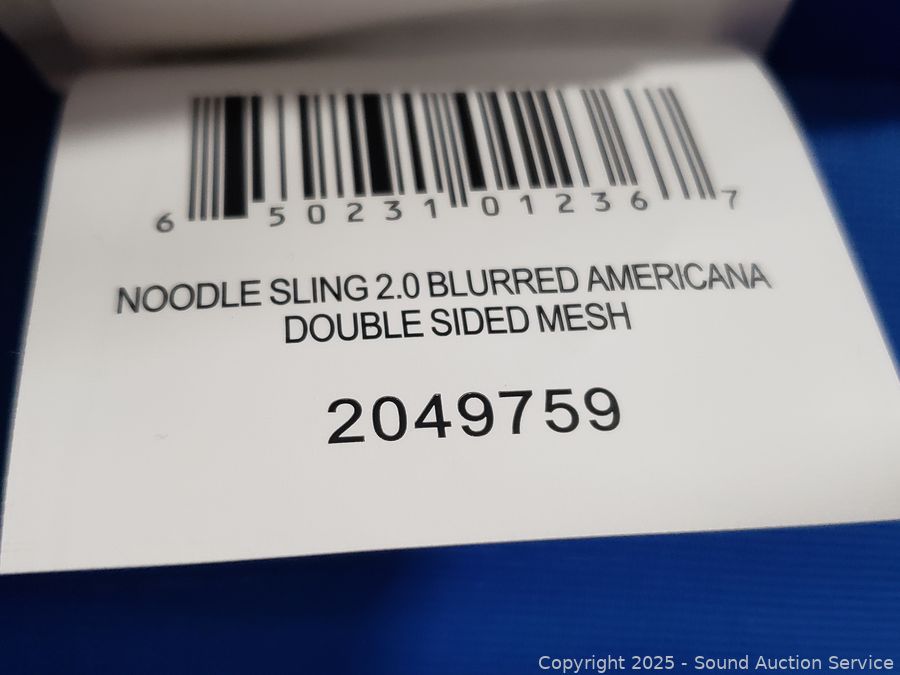 6 50231 01236 7
NOODLE SLING 2.0 BLURRED AMERICANA
DOUBLE SIDED MESH
2049759
Copyright 2025 - Sound Auction Service